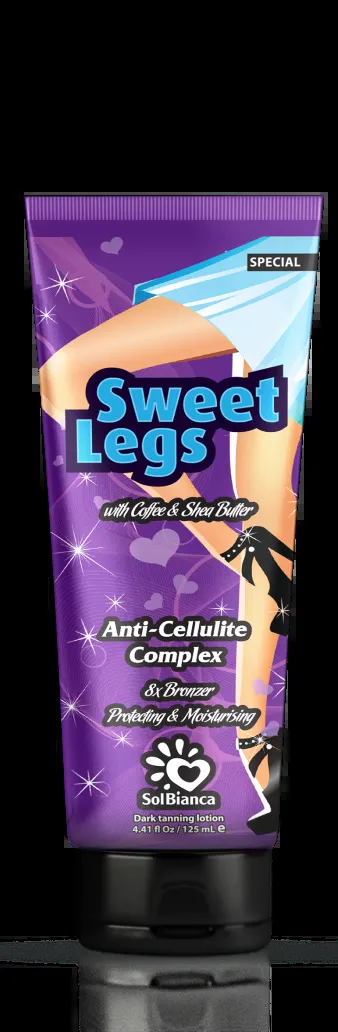 SPECIAL
Sweet
Legs
with Coffee & Shea Butter
Anti-Cellulite
Complex
8x Bronzer
Protecting & Moisturising
SolBianca
Dark tanning lotion
4.41 fl Oz / 125 mL e